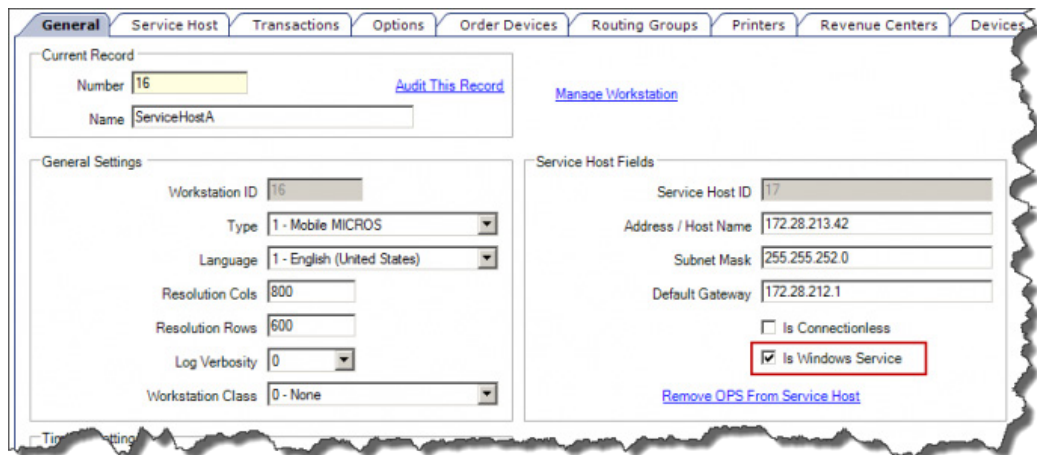 General Service Host Transactions Options Order Devices Routing Groups Printers Revenue Centers Devices
Current Record
Number 16 Audit This Record
Manage Workstation
Name ServiceHostA
General Settings
Workstation ID 16
Type 1 - Mobile MICROS
Language 1 - English (United States)
Resolution Cols 800
Resolution Rows 600
Log Verbosity 0
Workstation Class 0 - None
Service Host Fields
Service Host ID 17
Address / Host Name 172.28.213.42
Subnet Mask 255.255.252.0
Default Gateway 172.28.212.1
Is Connectionless
Is Windows Service
Remove OPS From Service Host